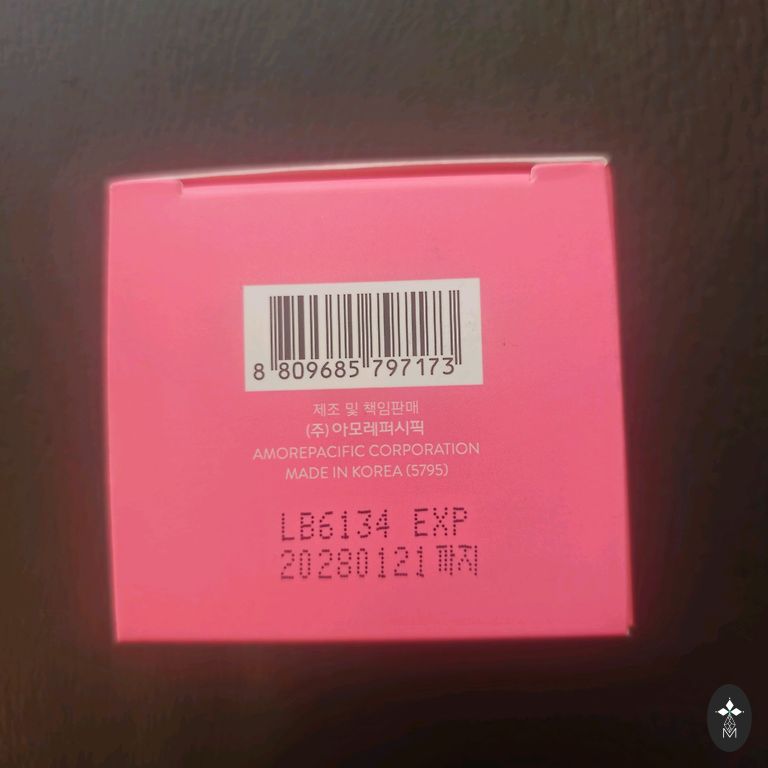 8 809685 797173
제조 및 책임판매
(주)아모레퍼시픽
AMOREPACIFIC CORPORATION
MADE IN KOREA (5795)
LB6134 EXP
20280121까지
M